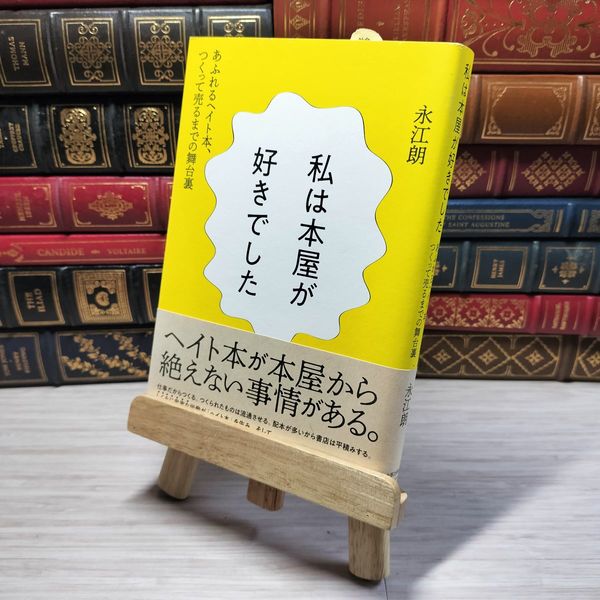 あふれるヘイト本、
つくって売るまでの舞台裏
永江朗
私は本屋が
好きでした
ヘイト本が本屋から
絶えない事情がある。
仕事だからつくる。つくられたものは流通させる。配本が多いから書店は平積みする。
私は本屋が好きでした
つくって売るまでの舞台裏
永江朗
THOMAS
MANN
CANDIDE
VOLTAIRE
THE
ILIAD
THE CONFESSIONS
SAINT AUGUSTINE